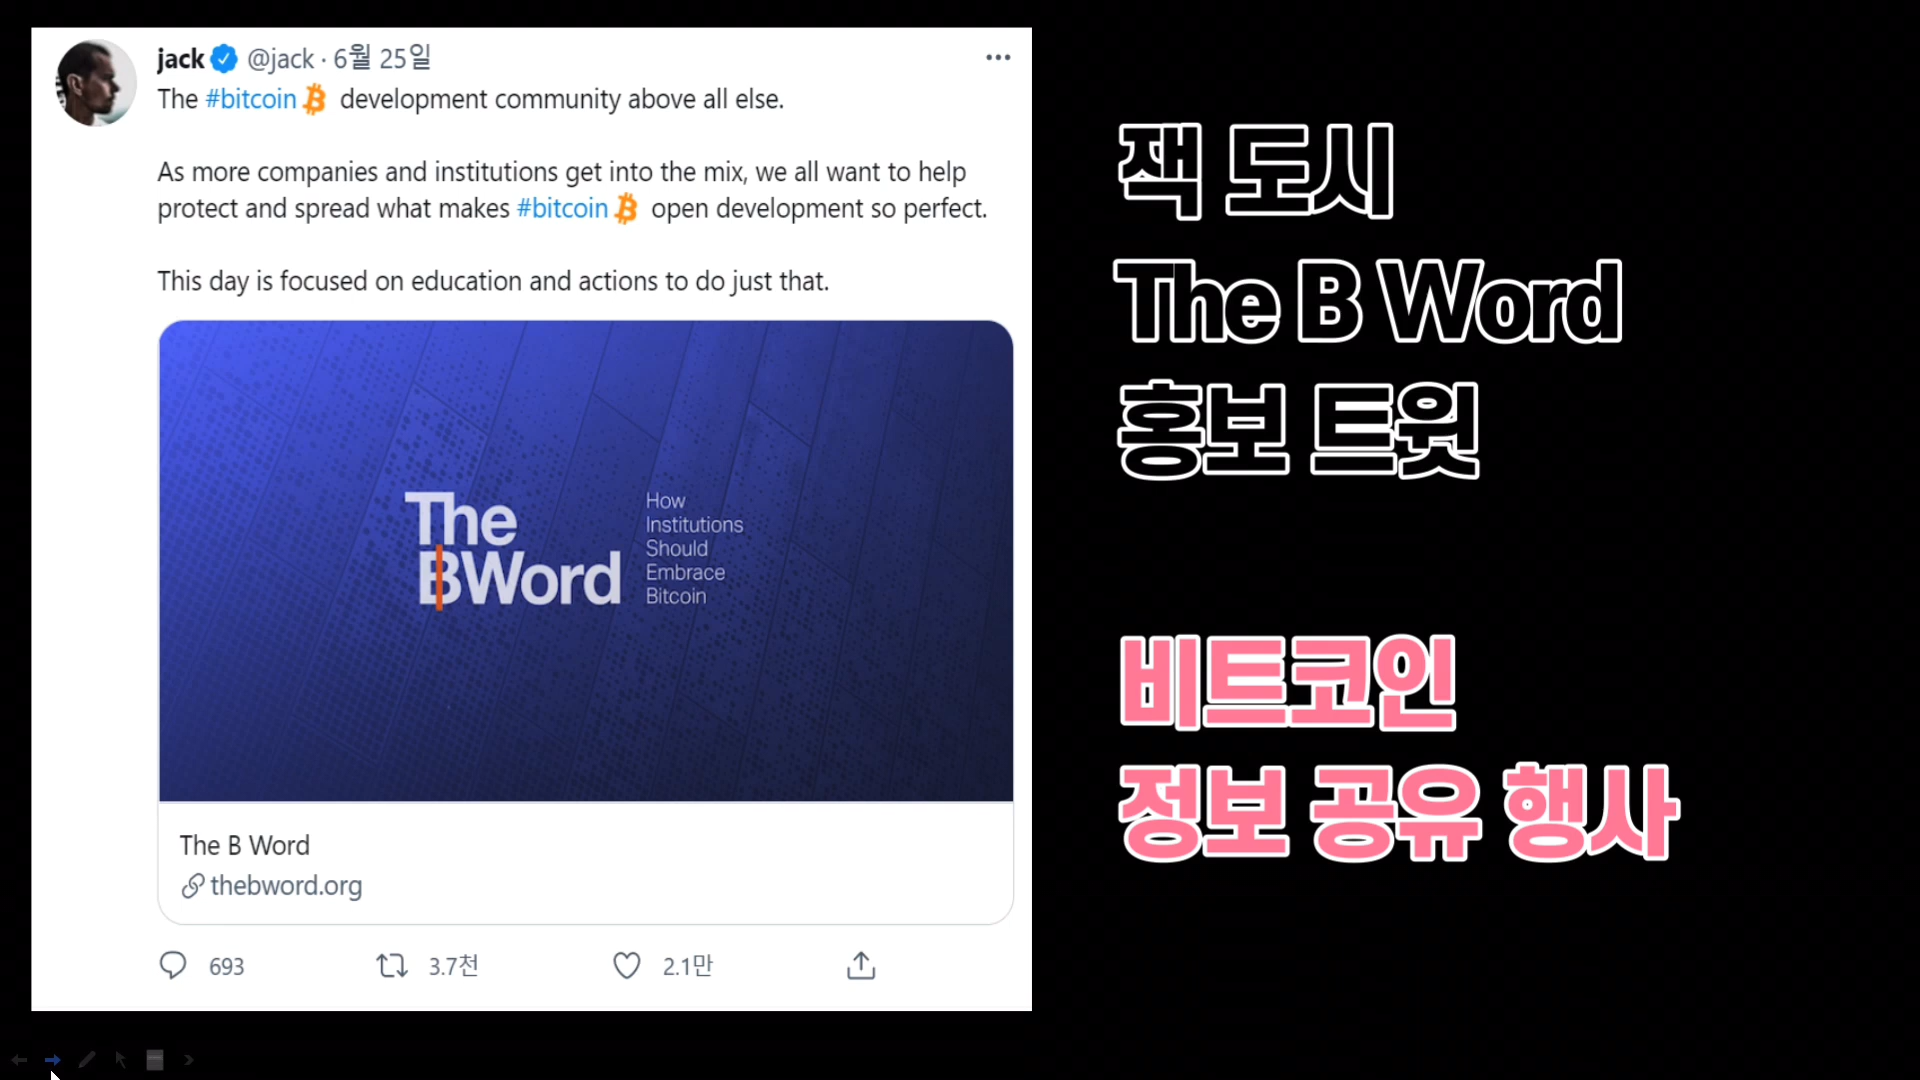 jack @jack · 6월 25일
The #bitcoin development community above all else.
As more companies and institutions get into the mix, we all want to help
protect and spread what makes #bitcoin open development so perfect.
This day is focused on education and actions to do just that.
The
BWord
How
Institutions
Should
Embrace
Bitcoin
The B Word
thebword.org
693
3.7천
2.1만
잭 도시
The B Word
홍보 트윗
비트코인
정보 공유 행사